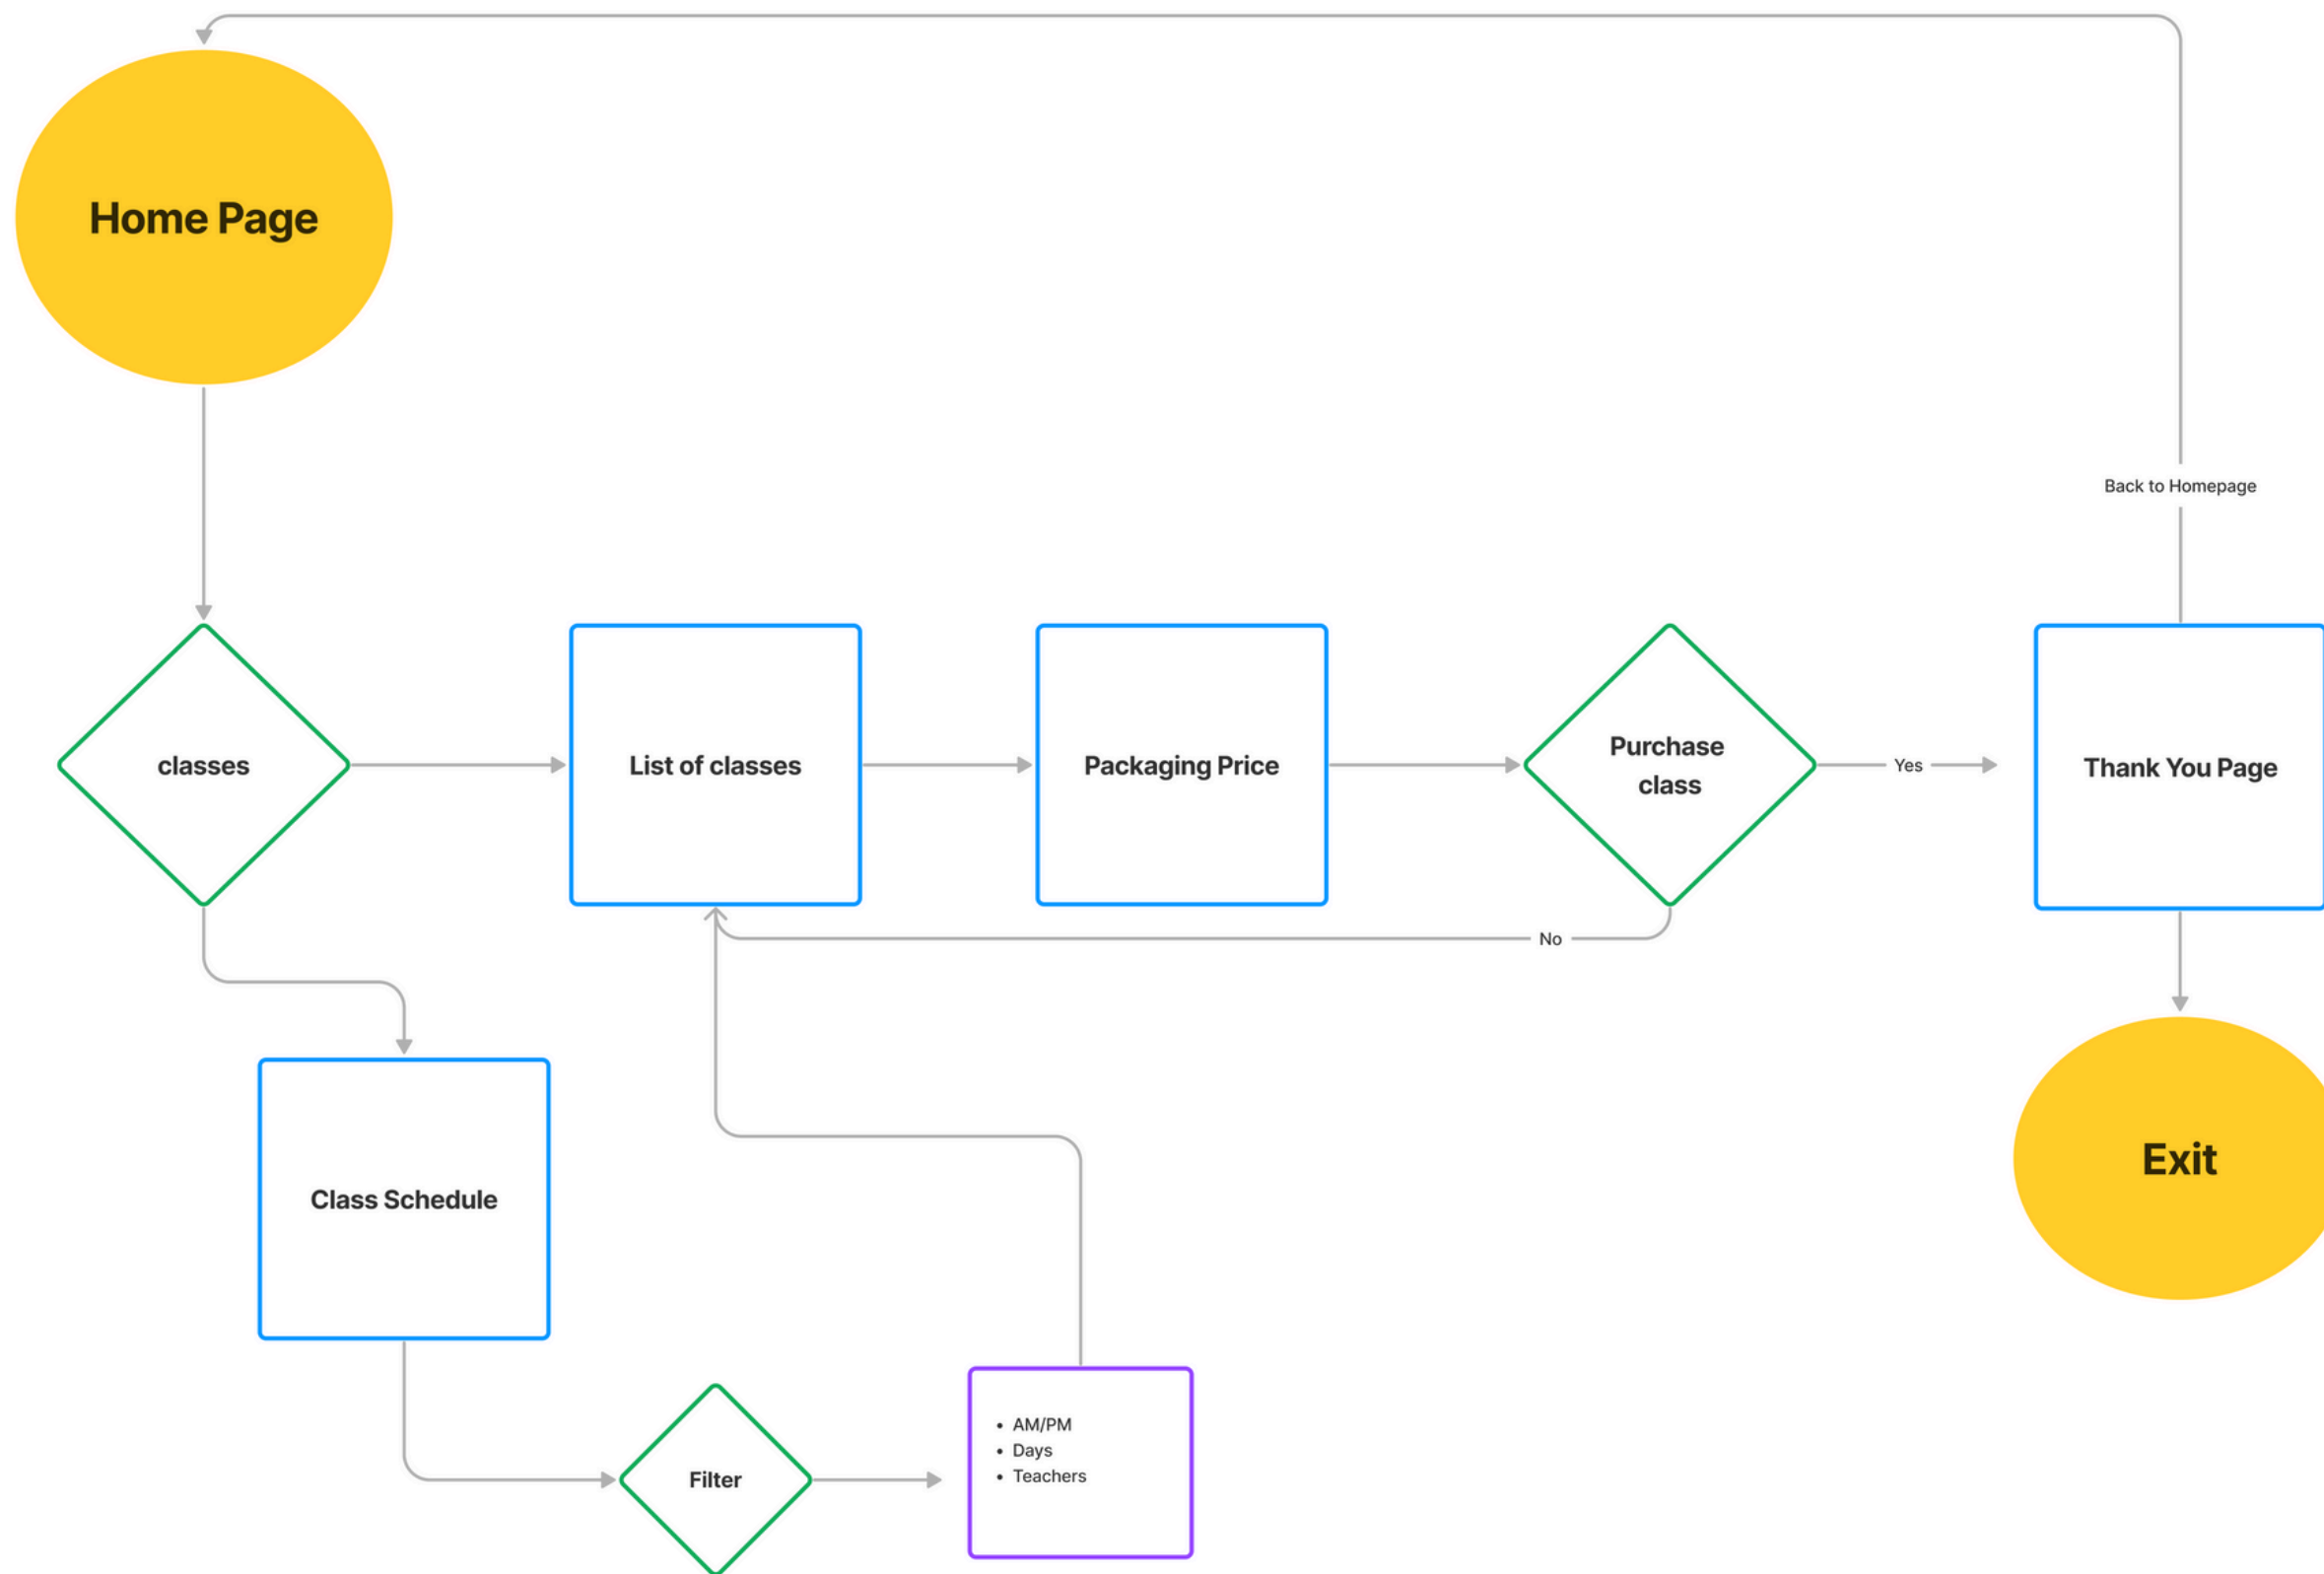 Home Page
Back to Homepage
classes
List of classes
Packaging Price
Purchase
class
Yes
Thank You Page
No
Class Schedule
Exit
Filter
• AM/PM
• Days
• Teachers